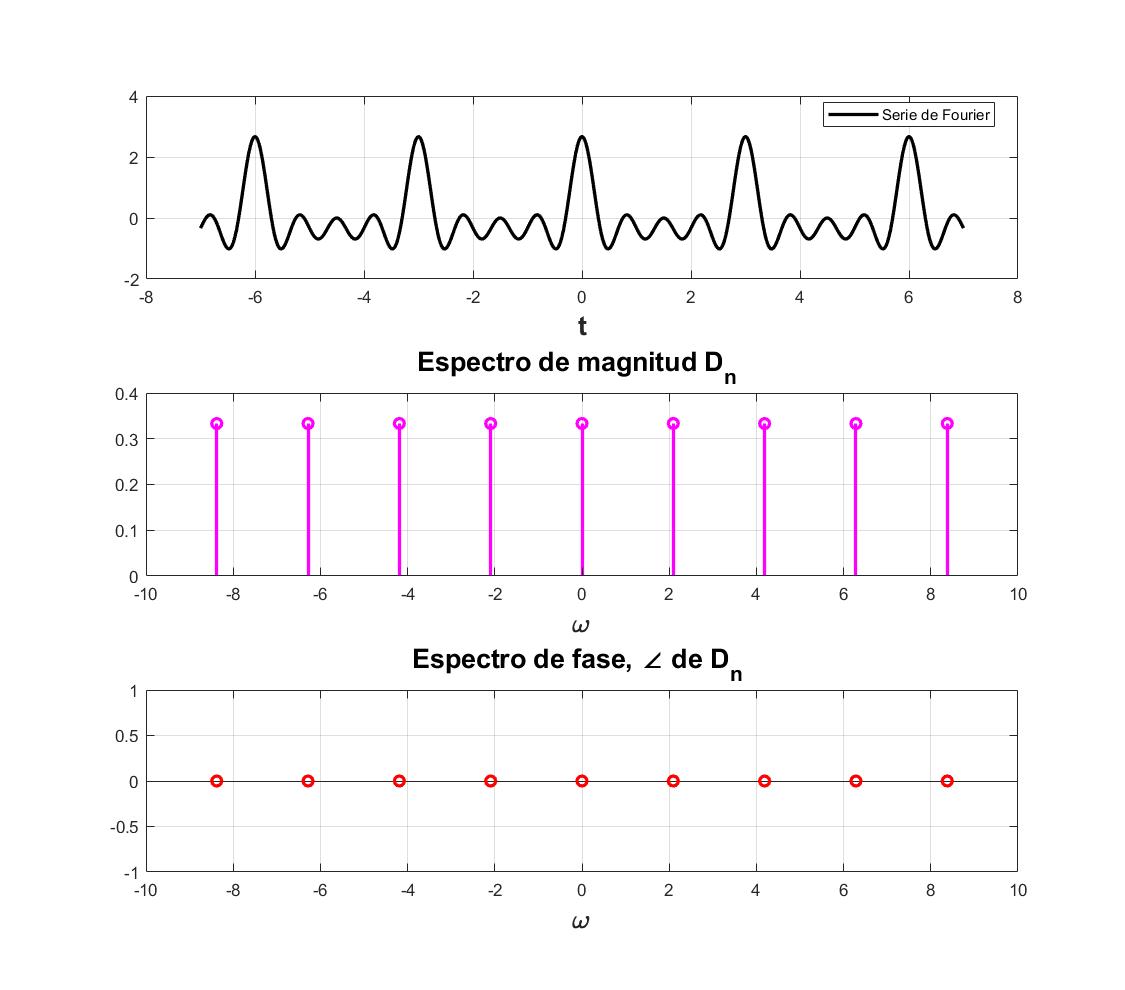 4
Serie de Fourier
2
0
-2
-8 -6 -4 -2 0 2 4 6 8
t
Espectro de magnitud Dn
0.4
0.3
0.2
0.1
0
-10 -8 -6 -4 -2 0 2 4 6 8 10
ω
Espectro de fase, ∠ de Dn
1
0.5
0
-0.5
-1
-10 -8 -6 -4 -2 0 2 4 6 8 10
ω